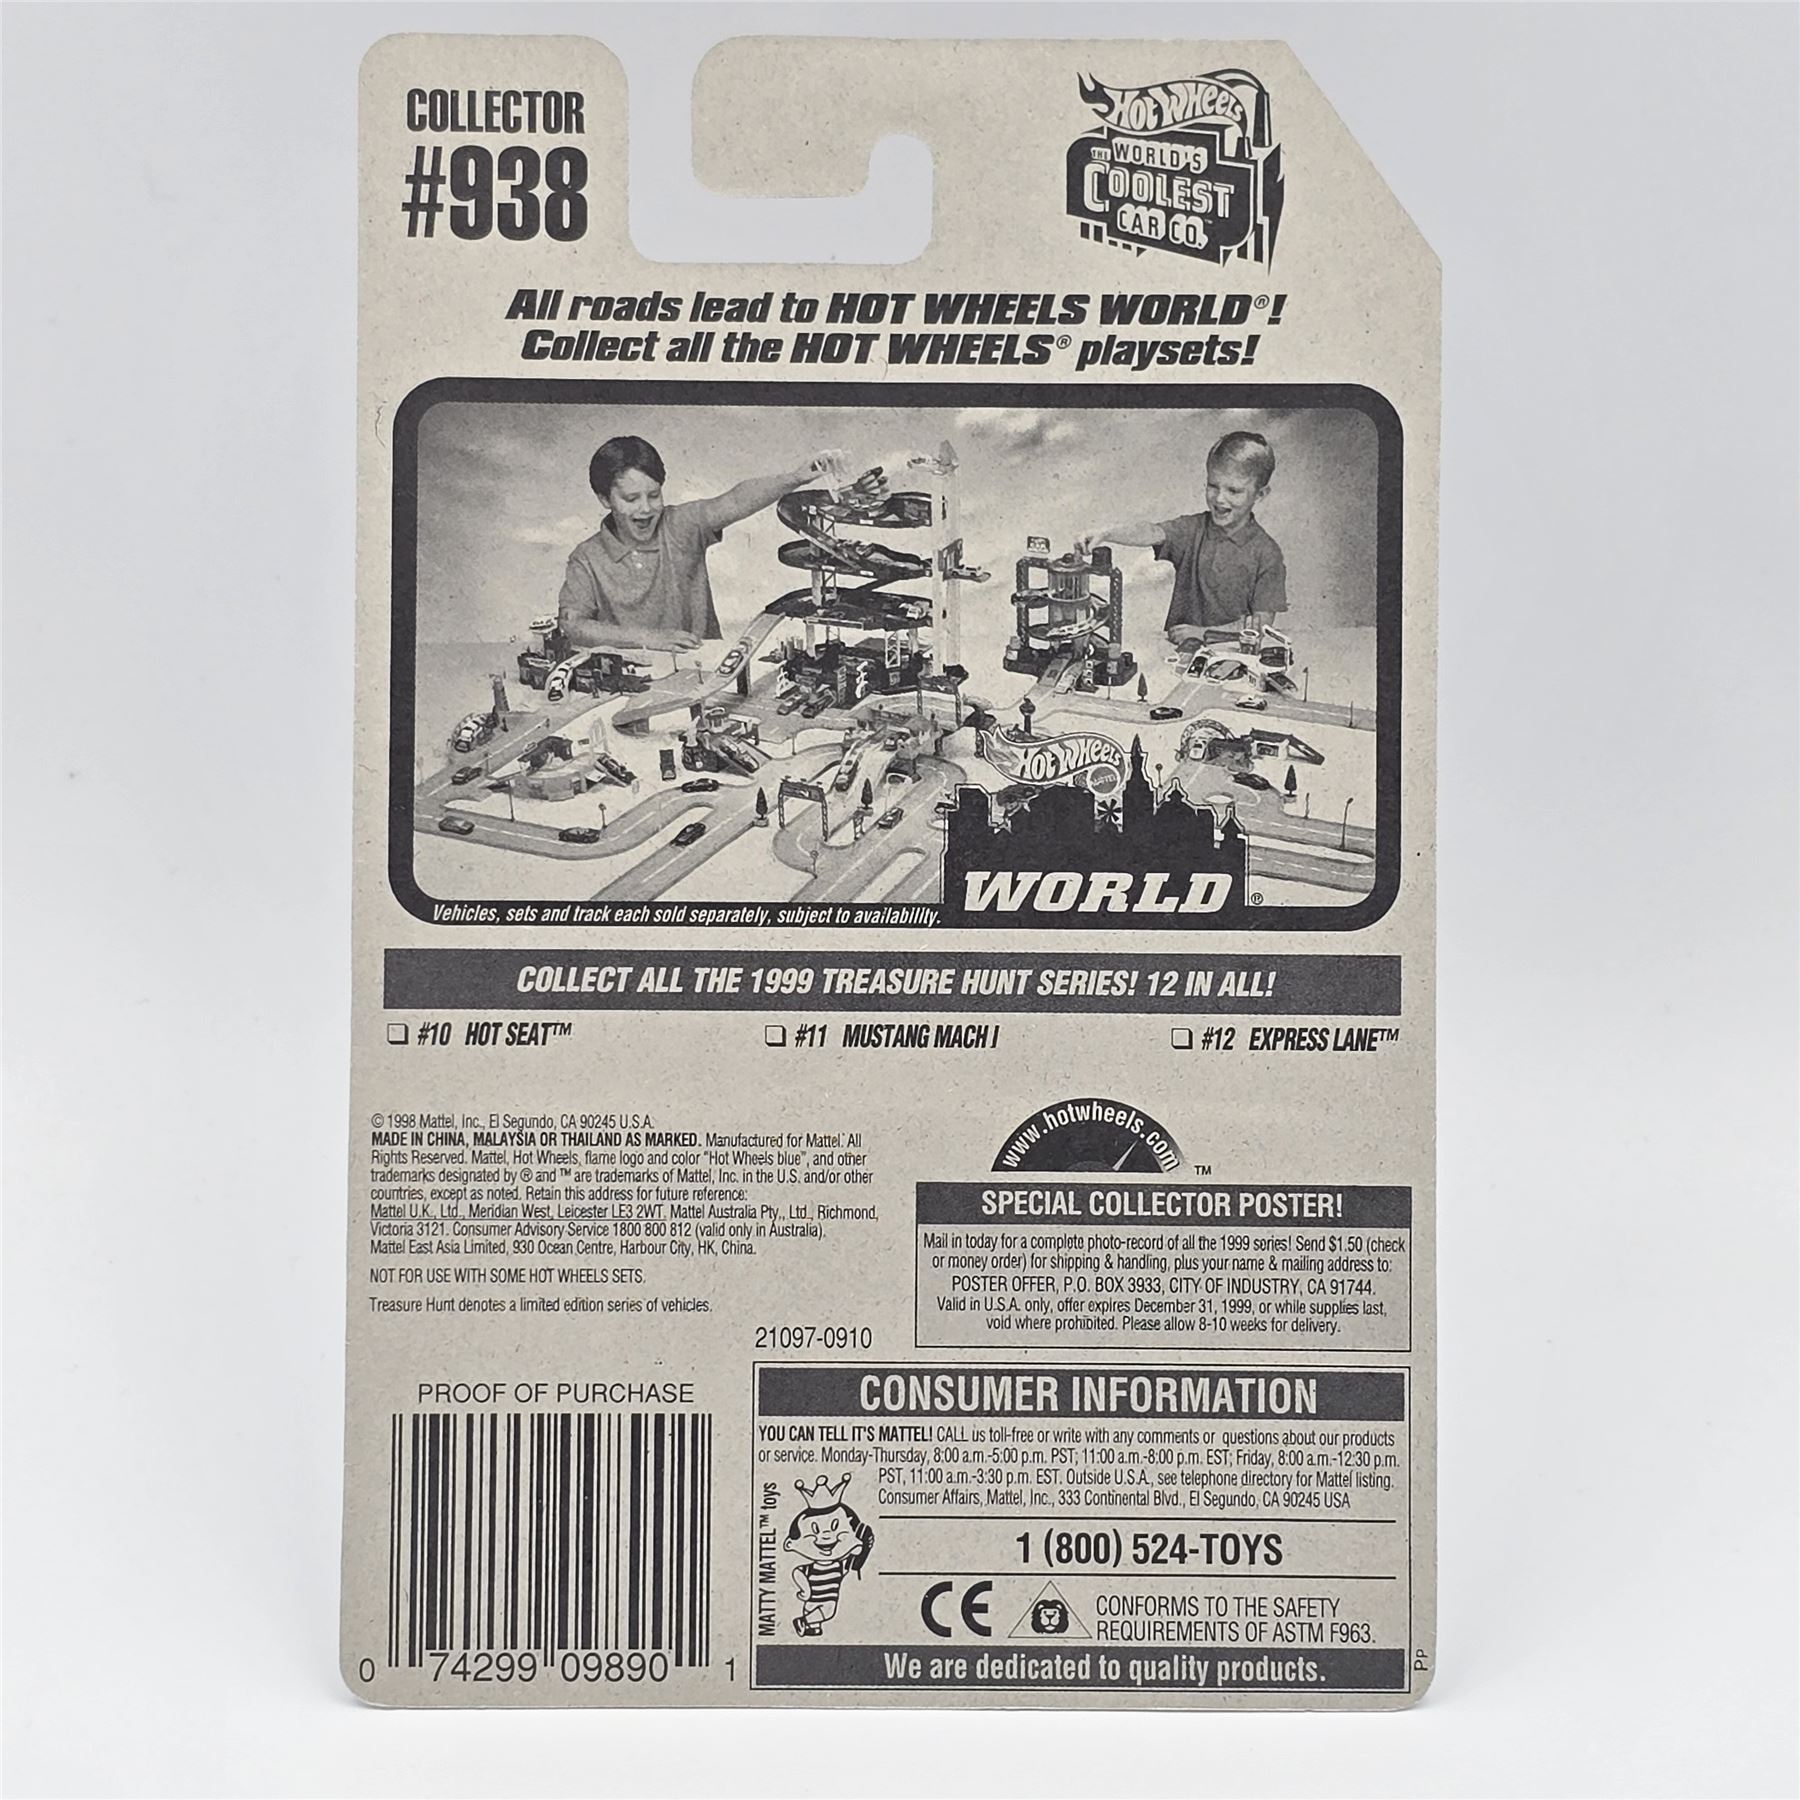 COLLECTOR
#938
HOT WHEELS
THE WORLD'S
COOLEST
CAR CO.™
All roads lead to HOT WHEELS WORLD®!
Collect all the HOT WHEELS® playsets!
HOT WHEELS
MATTEL
WORLD
Vehicles, sets and track each sold separately, subject to availability.
COLLECT ALL THE 1999 TREASURE HUNT SERIES! 12 IN ALL!
❏ #10 HOT SEAT™ ❏ #11 MUSTANG MACH I ❏ #12 EXPRESS LANE™
© 1998 Mattel, Inc., El Segundo, CA 90245 U.S.A.
MADE IN CHINA, MALAYSIA OR THAILAND AS MARKED. Manufactured for Mattel. All
Rights Reserved. Mattel, Hot Wheels, flame logo and color "Hot Wheels blue", and other
trademarks designated by ® and ™ are trademarks of Mattel, Inc. in the U.S. and/or other
countries, except as noted. Retain this address for future reference:
Mattel U.K., Ltd., Meridian West, Leicester LE3 2WT. Mattel Australia Pty., Ltd., Richmond,
Victoria 3121. Consumer Advisory Service 1800 800 812 (valid only in Australia).
Mattel East Asia Limited, 930 Ocean Centre, Harbour City, HK, China.
NOT FOR USE WITH SOME HOT WHEELS SETS.
Treasure Hunt denotes a limited edition series of vehicles.
21097-0910
www.hotwheels.com ™
SPECIAL COLLECTOR POSTER!
Mail in today for a complete photo-record of all the 1999 series! Send $1.50 (check
or money order) for shipping & handling, plus your name & mailing address to:
POSTER OFFER, P.O. BOX 3933, CITY OF INDUSTRY, CA 91744.
Valid in U.S.A. only, offer expires December 31, 1999, or while supplies last,
void where prohibited. Please allow 8-10 weeks for delivery.
PROOF OF PURCHASE
0 74299 09890 1
CONSUMER INFORMATION
YOU CAN TELL IT'S MATTEL! CALL us toll-free or write with any comments or questions about our products
or service. Monday-Thursday, 8:00 a.m.-5:00 p.m. PST; 11:00 a.m.-8:00 p.m. EST; Friday, 8:00 a.m.-12:30 p.m.
PST, 11:00 a.m.-3:30 p.m. EST. Outside U.S.A., see telephone directory for Mattel listing.
Consumer Affairs, Mattel, Inc., 333 Continental Blvd., El Segundo, CA 90245 USA
MATTY MATTEL™ toys
1 (800) 524-TOYS
CE
CONFORMS TO THE SAFETY
REQUIREMENTS OF ASTM F963.
We are dedicated to quality products.
PP